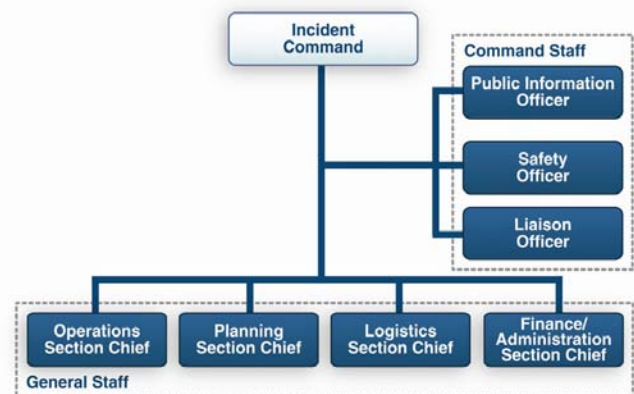 Incident
Command
Command Staff
Public Information
Officer
Safety
Officer
Liaison
Officer
Operations
Section Chief
Planning
Section Chief
Logistics
Section Chief
Finance/
Administration
Section Chief
General Staff